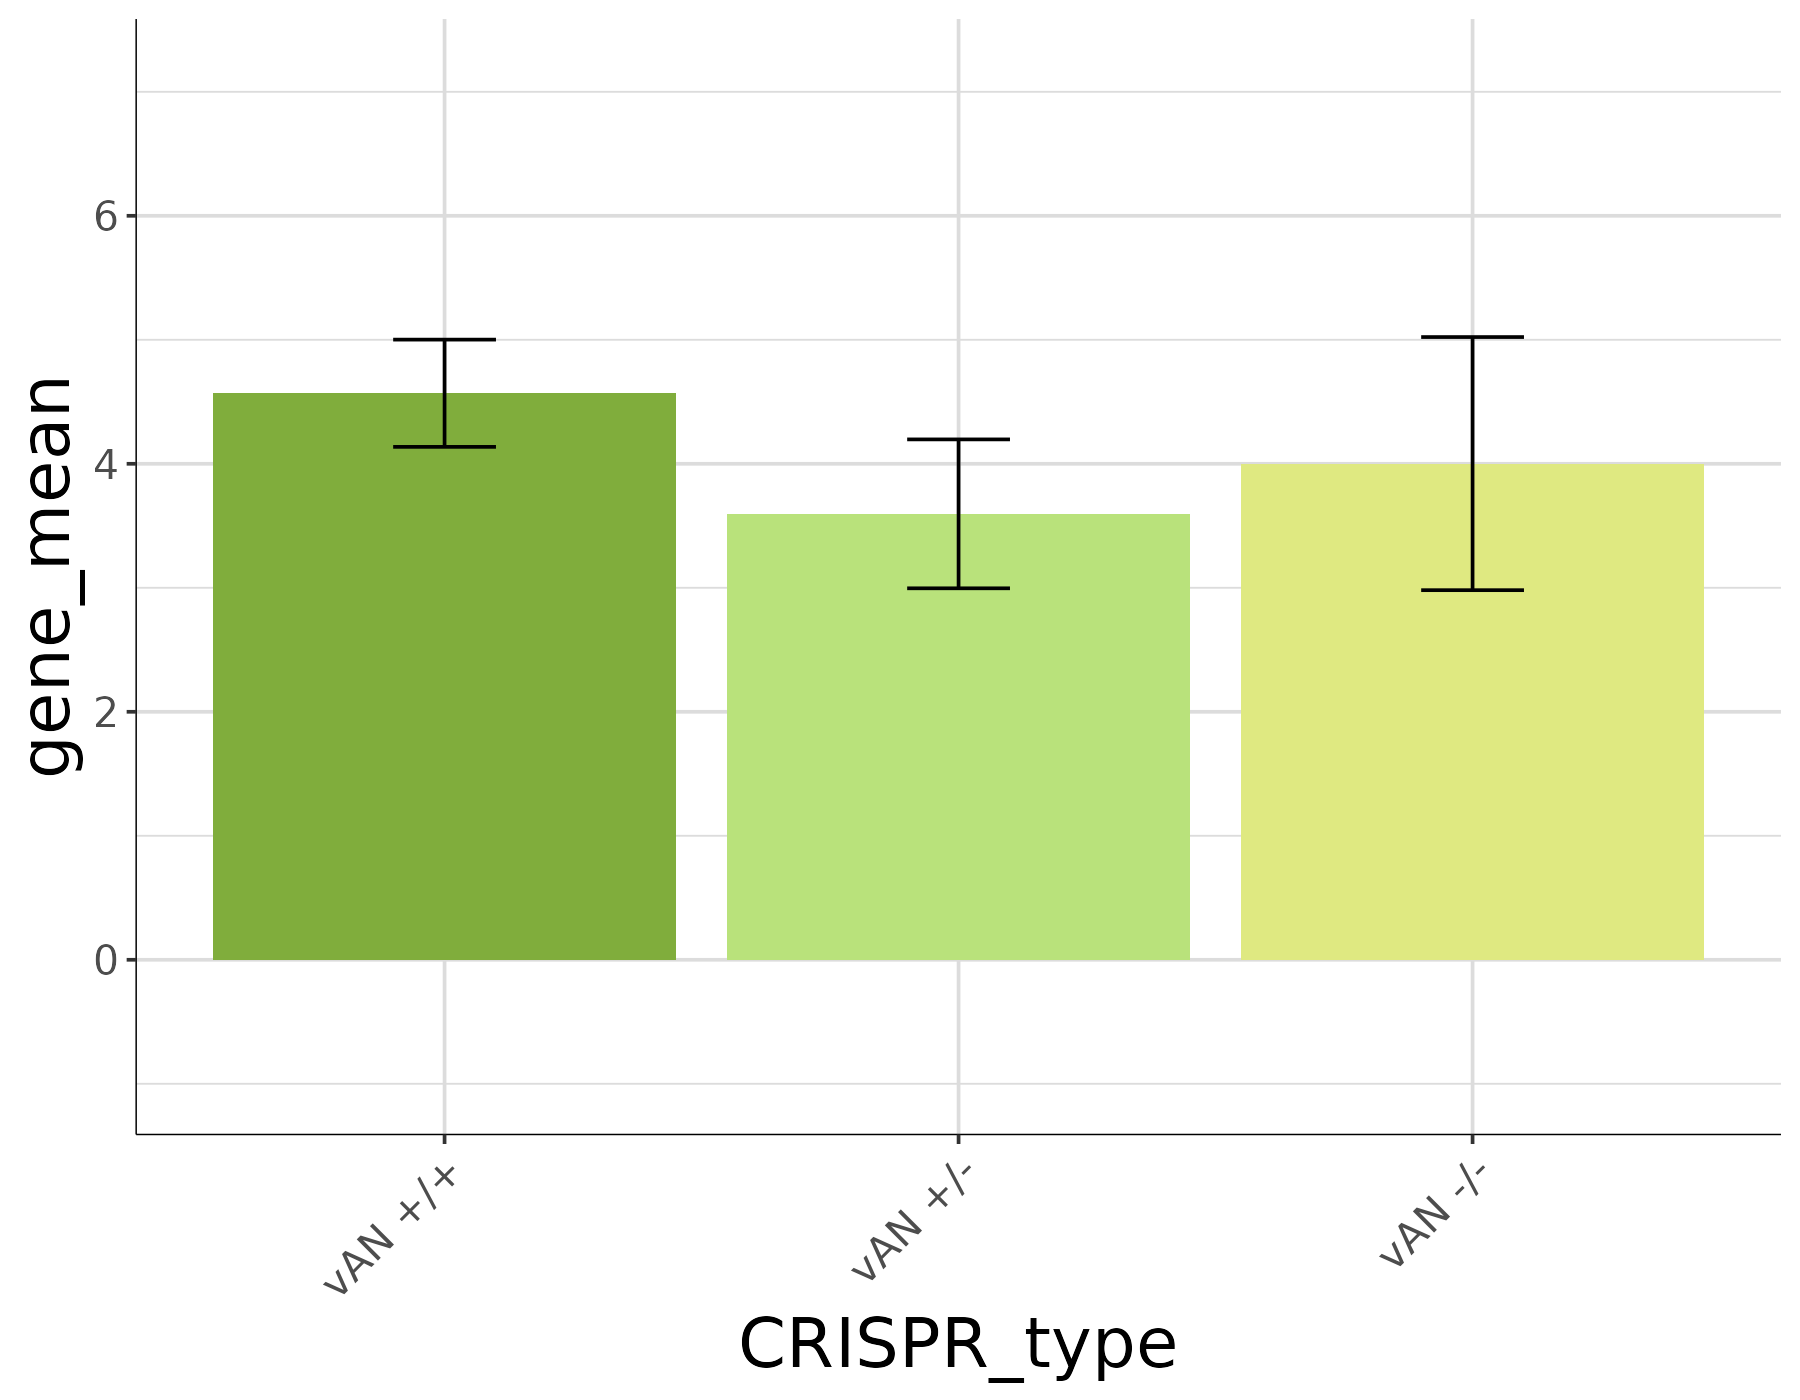 gene_mean
6
4
2
0
vAN +/+
vAN +/-
vAN -/-
CRISPR_type